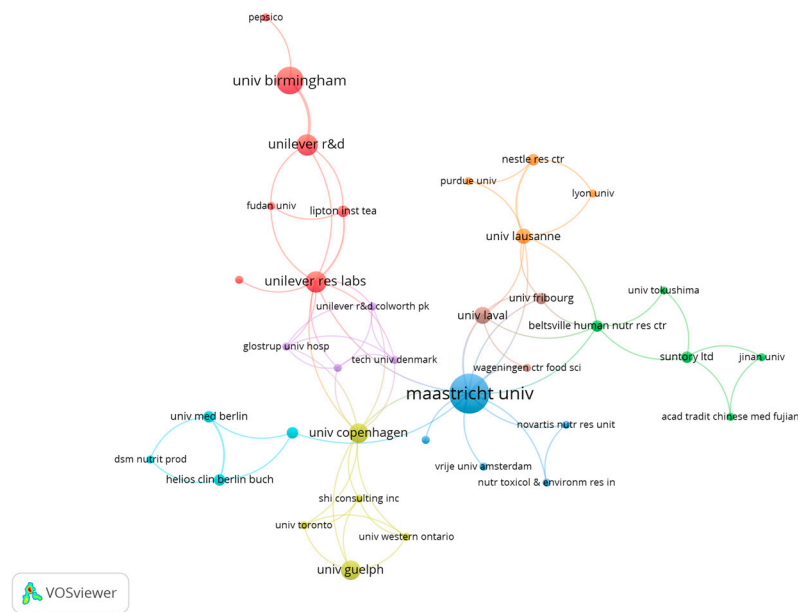 pepsico
univ birmingham
unilever r&d
nestle res ctr
purdue univ
lyon univ
fudan univ
lipton inst tea
univ lausanne
unilever res labs
univ tokushima
univ fribourg
unilever r&d colworth pk
univ laval
beltsville human nutr res ctr
glostrup univ hosp
tech univ denmark
suntory ltd
jinan univ
wageningen ctr food sci
maastricht univ
univ med berlin
acad tradit chinese med fujian
novartis nutr res unit
univ copenhagen
dsm nutrit prod
vrije univ amsterdam
helios clin berlin buch
nutr toxicol & environm res in
shi consulting inc
univ toronto
univ western ontario
univ guelph
VOSviewer